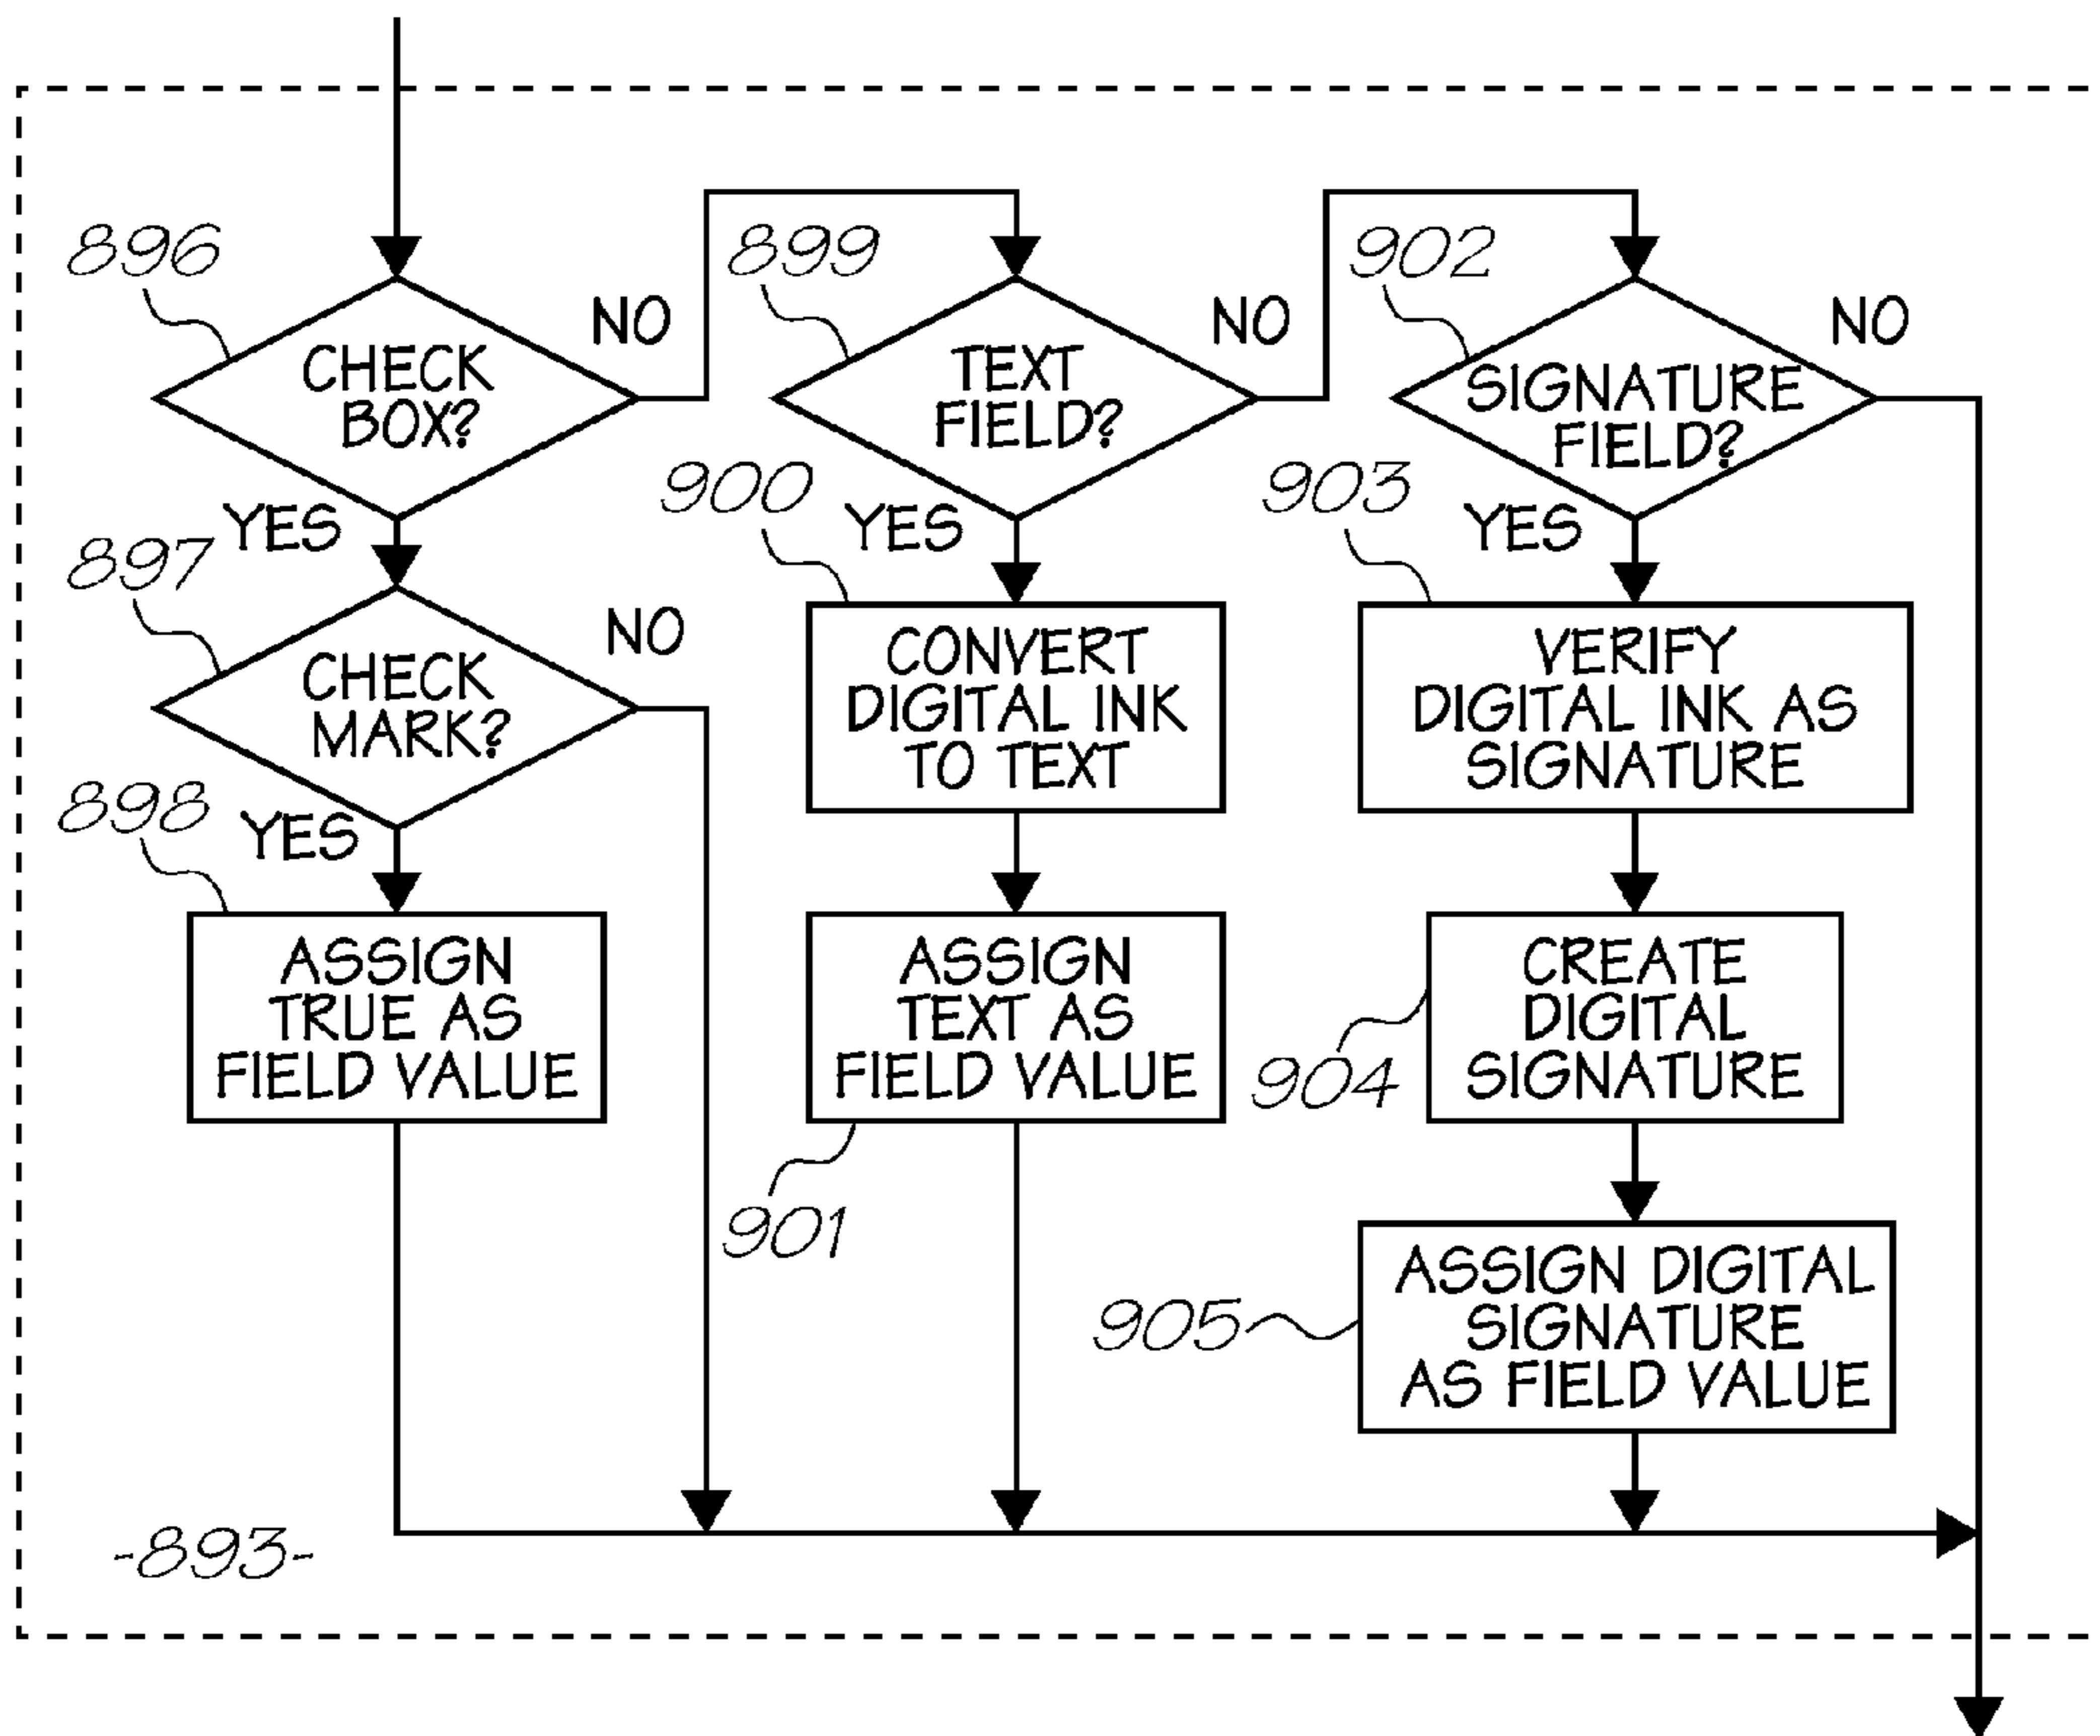 896
CHECK
BOX?
NO
YES
899
TEXT
FIELD?
NO
YES
902
SIGNATURE
FIELD?
NO
YES
897
CHECK
MARK?
NO
YES
900
CONVERT
DIGITAL INK
TO TEXT
903
VERIFY
DIGITAL INK AS
SIGNATURE
898
ASSIGN
TRUE AS
FIELD VALUE
ASSIGN
TEXT AS
FIELD VALUE
901
CREATE
DIGITAL
SIGNATURE
904
ASSIGN DIGITAL
SIGNATURE
AS FIELD VALUE
905
-893-